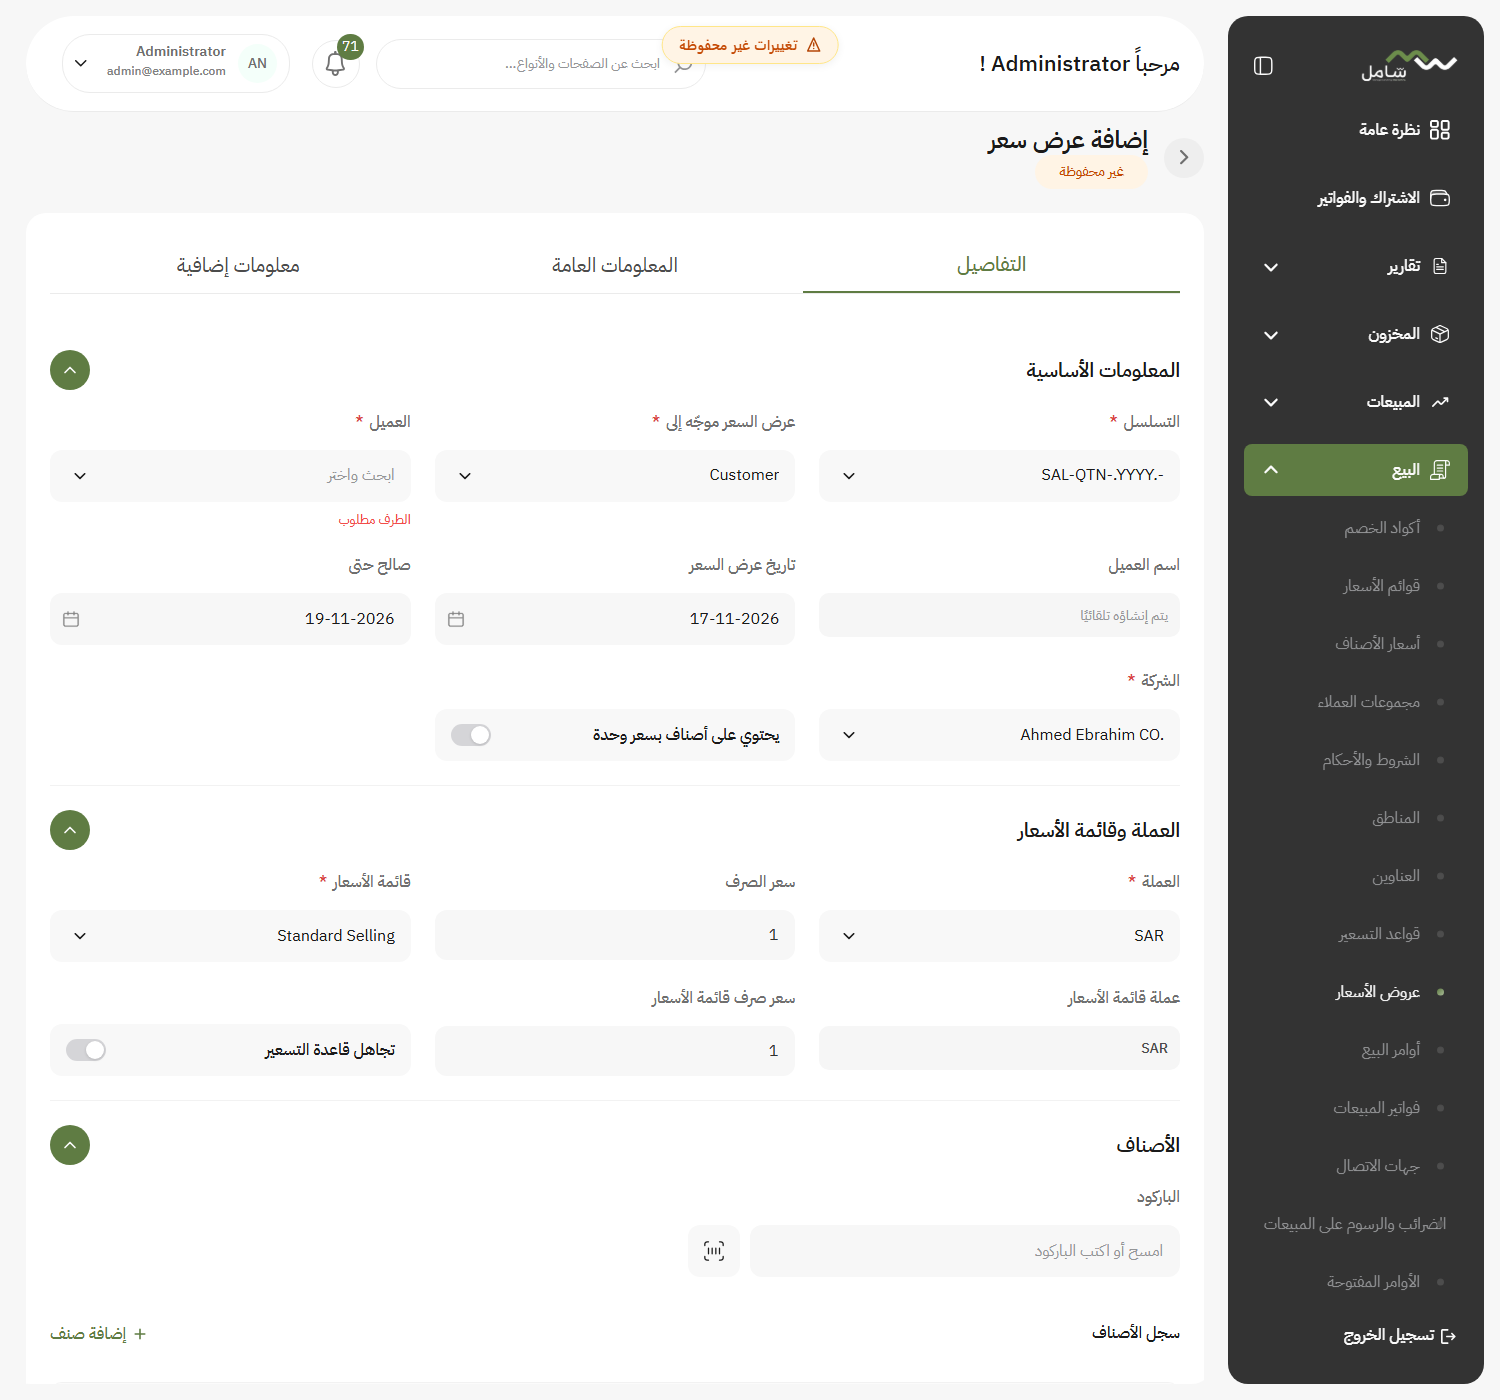 شامل
نظرة عامة
الاشتراك والفواتير
تقارير
المخزون
المبيعات
البيع
أكواد الخصم
قوائم الأسعار
أسعار الأصناف
مجموعات العملاء
الشروط والأحكام
المناطق
العناوين
قواعد التسعير
عروض الأسعار
أوامر البيع
فواتير المبيعات
جهات الاتصال
الضرائب والرسوم على المبيعات
الأوامر المفتوحة
تسجيل الخروج
مرحباً Administrator !
تغييرات غير محفوظة
ابحث عن الصفحات والأنواع...
71
AN
Administrator
admin@example.com
إضافة عرض سعر
غير محفوظة
التفاصيل
المعلومات العامة
معلومات إضافية
المعلومات الأساسية
التسلسل *
عرض السعر موجّه إلى *
العميل *
SAL-QTN-.YYYY.-
Customer
ابحث واختر
الطرف مطلوب
اسم العميل
تاريخ عرض السعر
صالح حتى
يتم إنشاؤه تلقائيًا
17-11-2026
19-11-2026
الشركة *
Ahmed Ebrahim CO.
يحتوي على أصناف بسعر وحدة
العملة وقائمة الأسعار
العملة *
سعر الصرف
قائمة الأسعار *
SAR
1
Standard Selling
عملة قائمة الأسعار
سعر صرف قائمة الأسعار
SAR
1
تجاهل قاعدة التسعير
الأصناف
الباركود
امسح أو اكتب الباركود
سجل الأصناف
إضافة صنف